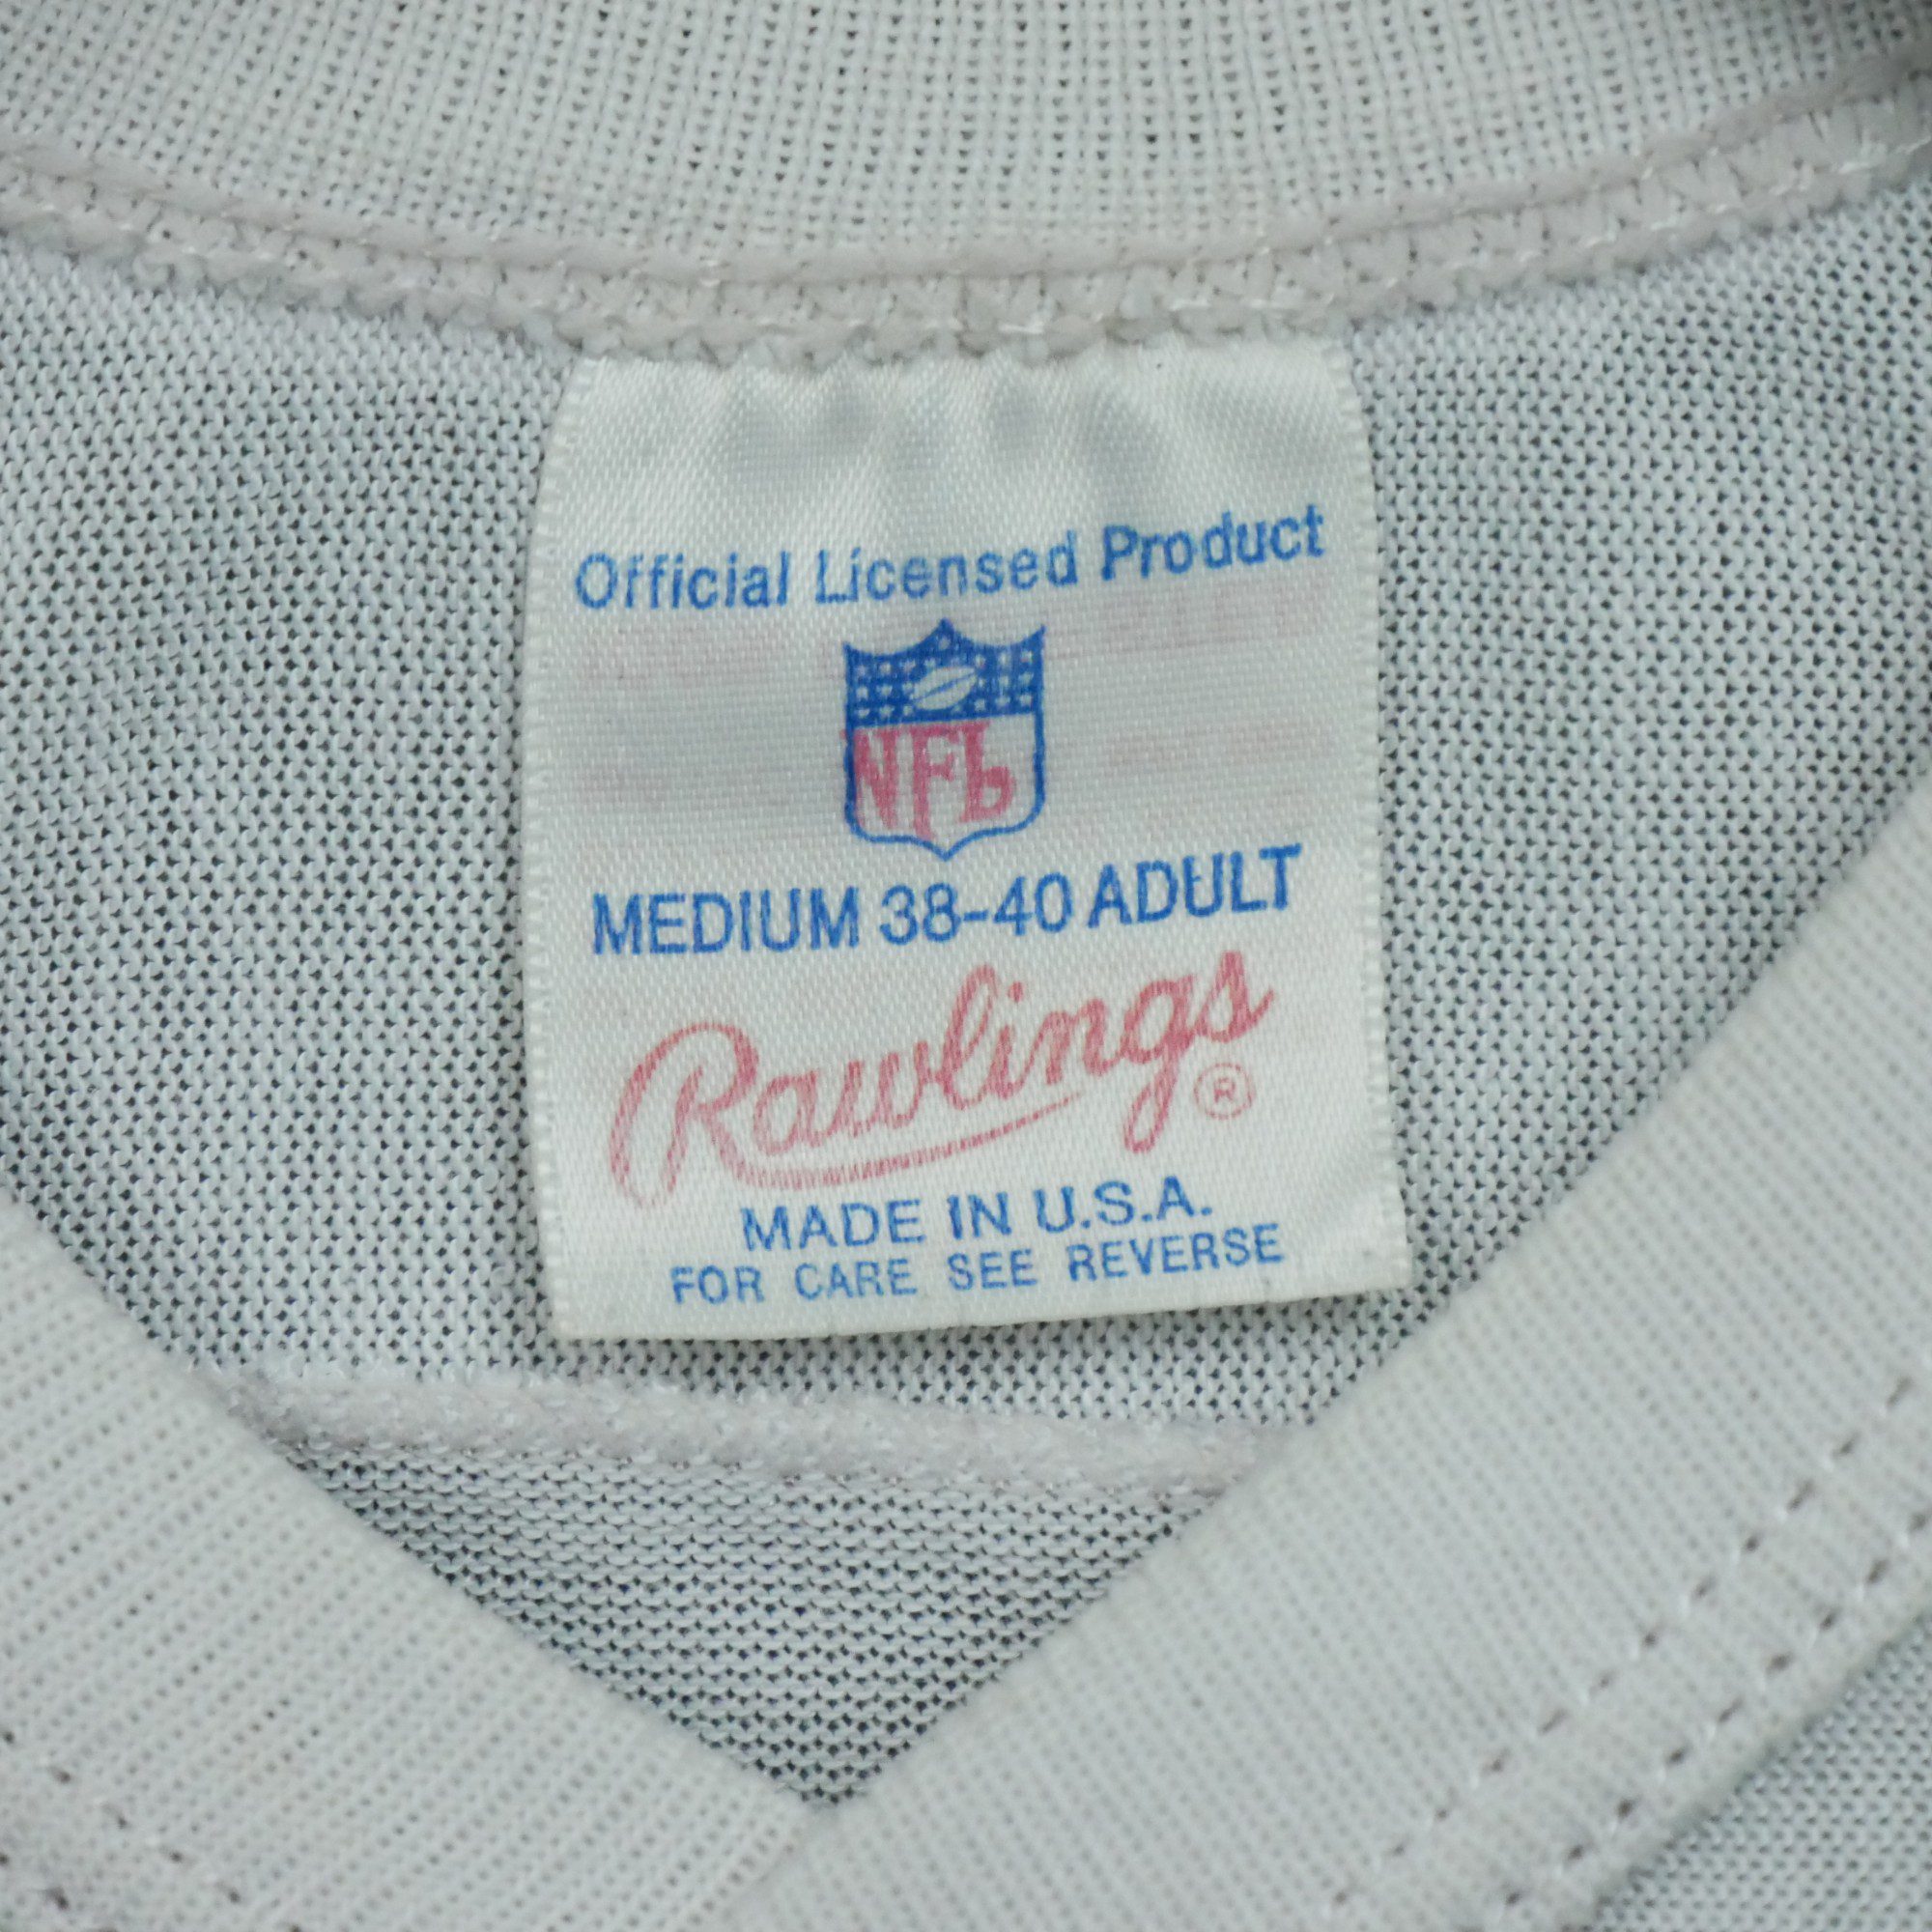 Official Licensed Product
NFL
MEDIUM 38-40 ADULT
Rawlings ®
MADE IN U.S.A.
FOR CARE SEE REVERSE